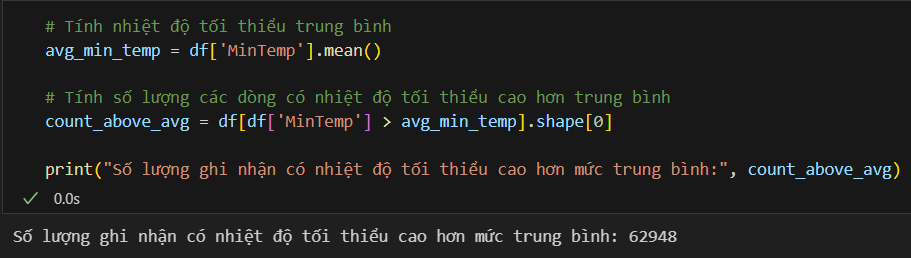 # Tính nhiệt độ tối thiểu trung bình
avg_min_temp = df['MinTemp'].mean()
# Tính số lượng các dòng có nhiệt độ tối thiểu cao hơn trung bình
count_above_avg = df[df['MinTemp'] > avg_min_temp].shape[0]
print("Số lượng ghi nhận có nhiệt độ tối thiểu cao hơn mức trung bình:", count_above_avg)
0.0s
Số lượng ghi nhận có nhiệt độ tối thiểu cao hơn mức trung bình: 62948